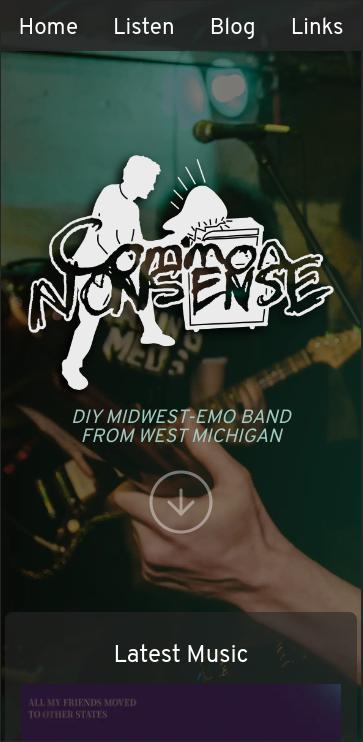 Home Listen Blog Links
Common
NONSENSE
DIY MIDWEST-EMO BAND
FROM WEST MICHIGAN
Latest Music
ALL MY FRIENDS MOVED
TO OTHER STATES